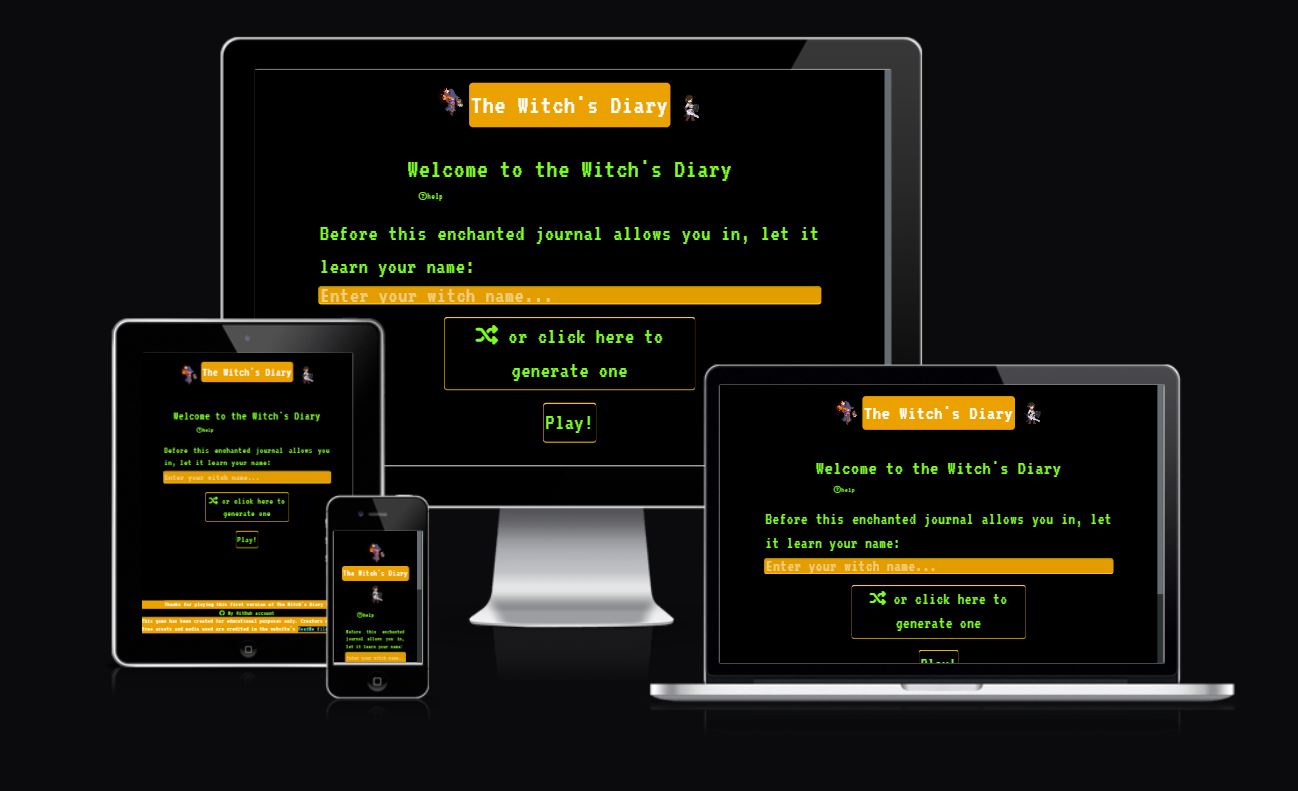 The Witch's Diary
Welcome to the Witch's Diary
help
Before this enchanted journal allows you in, let it
learn your name:
Enter your witch name...
or click here to
generate one
Play!
The Witch's Diary
Welcome to the Witch's Diary
help
Before this enchanted journal allows you
in, let it learn your name:
Enter your witch name...
or click here to
generate one
Play!
Thanks for playing this first version of The Witch's Diary
My GitHub account
This game has been created for educational purposes only. Creators
free assets and media used are credited in the website's
The Witch's Diary
Help
Before this enchanted
journal allows you in,
let it learn your name:
Enter your witch name...
The Witch's Diary
Welcome to the Witch's Diary
help
Before this enchanted journal allows you in, let
it learn your name:
Enter your witch name...
or click here to
generate one
Play!